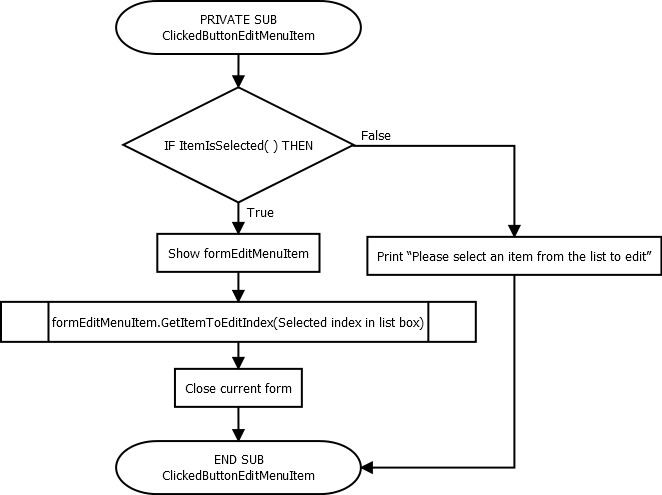 PRIVATE SUB
ClickedButtonEditMenuItem
IF ItemIsSelected( ) THEN
False
True
Show formEditMenuItem
Print “Please select an item from the list to edit”
formEditMenuItem.GetItemToEditIndex(Selected index in list box)
Close current form
END SUB
ClickedButtonEditMenuItem